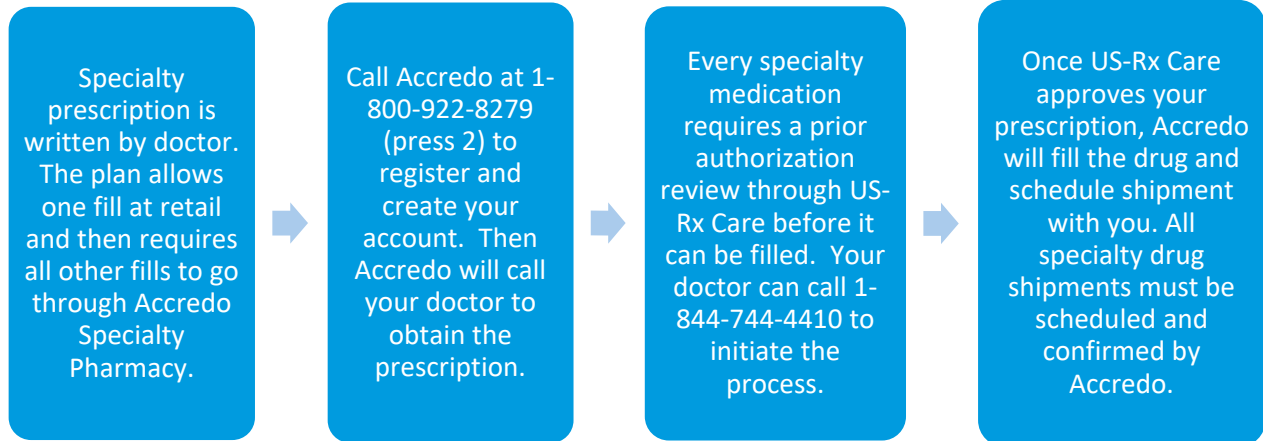 Specialty
prescription is
written by doctor.
The plan allows
one fill at retail
and then requires
all other fills to go
through Accredo
Specialty
Pharmacy.
Call Accredo at 1-
800-922-8279
(press 2) to
register and
create your
account.  Then
Accredo will call
your doctor to
obtain the
prescription.
Every specialty
medication
requires a prior
authorization
review through US-
Rx Care before it
can be filled.  Your
doctor can call 1-
844-744-4410 to
initiate the
process.
Once US-Rx Care
approves your
prescription, Accredo
will fill the drug and
schedule shipment
with you. All
specialty drug
shipments must be
scheduled and
confirmed by
Accredo.